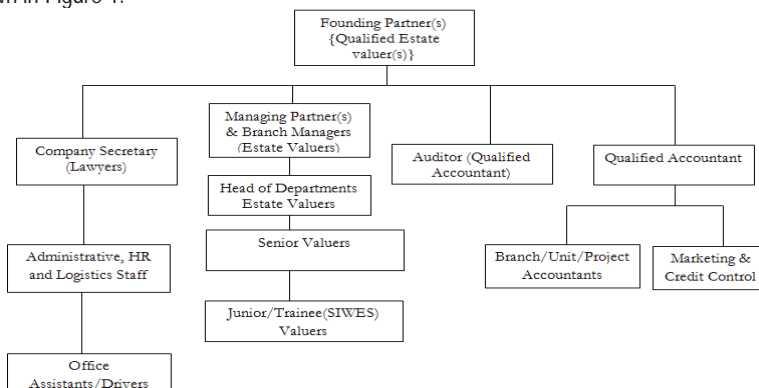 in Figure 1.
Founding Partner(s)
{Qualified Estate
valuer(s)}
Company Secretary
(Lawyers)
Managing Partner(s)
& Branch Managers
(Estate Valuers)
Auditor (Qualified
Accountant)
Qualified Accountant
Head of Departments
Estate Valuers
Senior Valuers
Administrative, HR
and Logistics Staff
Branch/Unit/Project
Accountants
Marketing &
Credit Control
Junior/Trainee(SIWES)
Valuers
Office
Assistants/Drivers